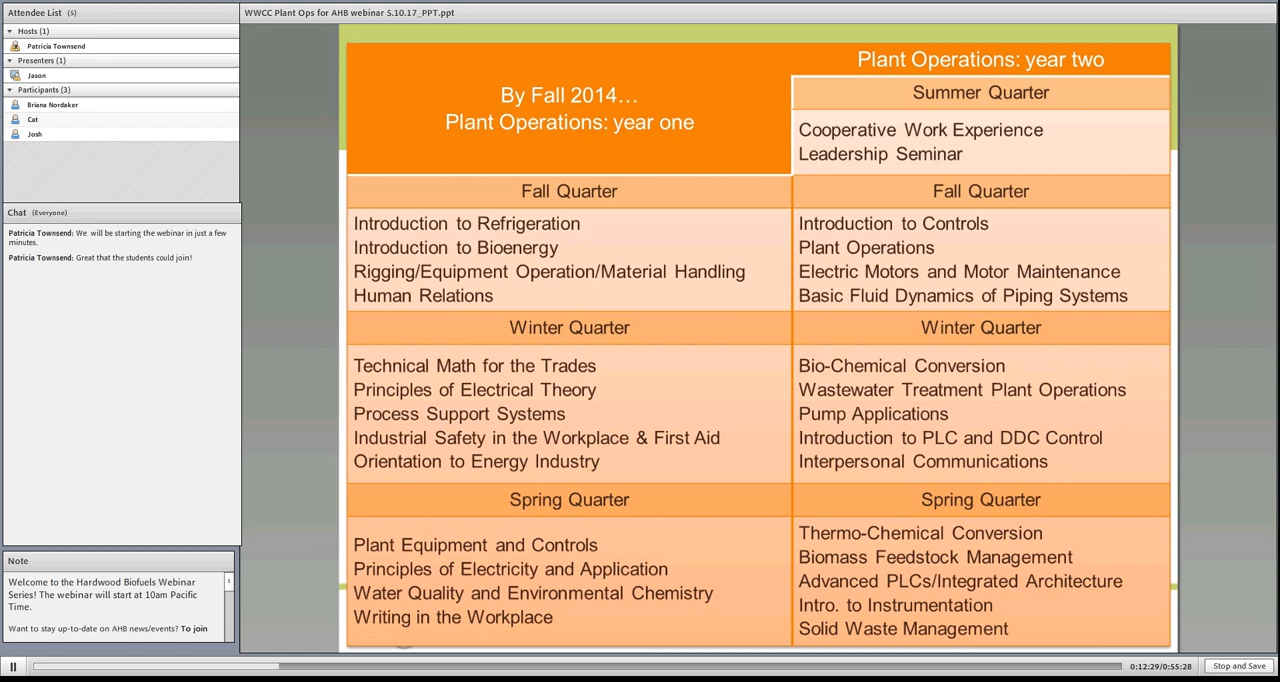 Attendee List (5)
Hosts (1)
Patricia Townsend
Presenters (1)
Jason
Participants (3)
Briana Nordaker
Cat
Josh
Chat (Everyone)
Patricia Townsend: We will be starting the webinar in just a few
minutes.
Patricia Townsend: Great that the students could join!
Note
Welcome to the Hardwood Biofuels Webinar
Series! The webinar will start at 10am Pacific
Time.
Want to stay up-to-date on AHB news/events? To join
WWCC Plant Ops for AHB webinar 5.10.17_PPT.ppt
By Fall 2014...
Plant Operations: year one
Plant Operations: year two
Summer Quarter
Cooperative Work Experience
Leadership Seminar
Fall Quarter
Introduction to Refrigeration
Introduction to Bioenergy
Rigging/Equipment Operation/Material Handling
Human Relations
Fall Quarter
Introduction to Controls
Plant Operations
Electric Motors and Motor Maintenance
Basic Fluid Dynamics of Piping Systems
Winter Quarter
Technical Math for the Trades
Principles of Electrical Theory
Process Support Systems
Industrial Safety in the Workplace & First Aid
Orientation to Energy Industry
Winter Quarter
Bio-Chemical Conversion
Wastewater Treatment Plant Operations
Pump Applications
Introduction to PLC and DDC Control
Interpersonal Communications
Spring Quarter
Plant Equipment and Controls
Principles of Electricity and Application
Water Quality and Environmental Chemistry
Writing in the Workplace
Spring Quarter
Thermo-Chemical Conversion
Biomass Feedstock Management
Advanced PLCs/Integrated Architecture
Intro. to Instrumentation
Solid Waste Management
0:12:29/0:55:28
Stop and Save